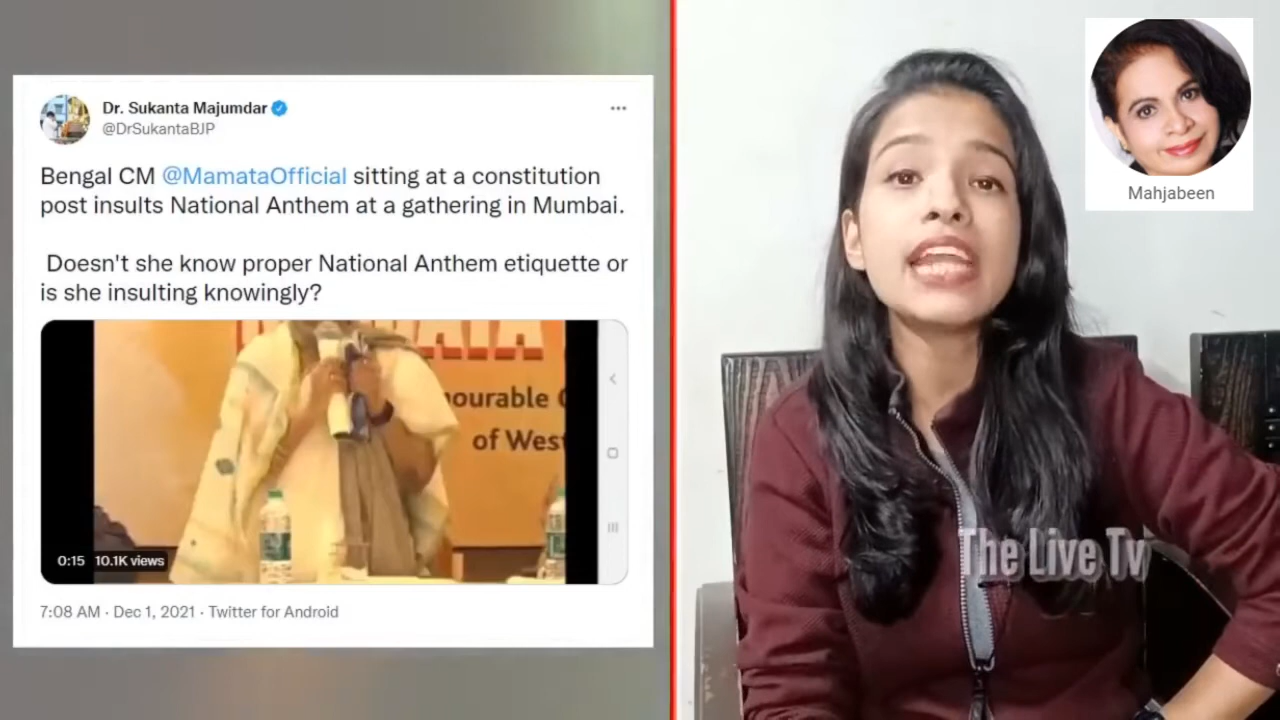 Dr. Sukanta Majumdar
@DrSukantaBJP
Bengal CM @MamataOfficial sitting at a constitution
post insults National Anthem at a gathering in Mumbai.
Doesn't she know proper National Anthem etiquette or
is she insulting knowingly?
nourable
of West
0:15 10.1K views
7:08 AM · Dec 1, 2021 · Twitter for Android
Mahjabeen
The Live Tv